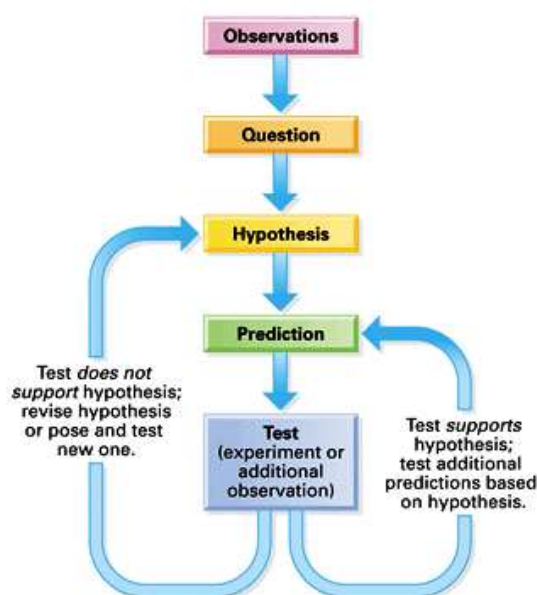 Observations
Question
Hypothesis
Prediction
Test does not
support hypothesis;
revise hypothesis
or pose and test
new one.
Test
(experiment or
additional
observation)
Test supports
hypothesis;
test additional
predictions based
on hypothesis.